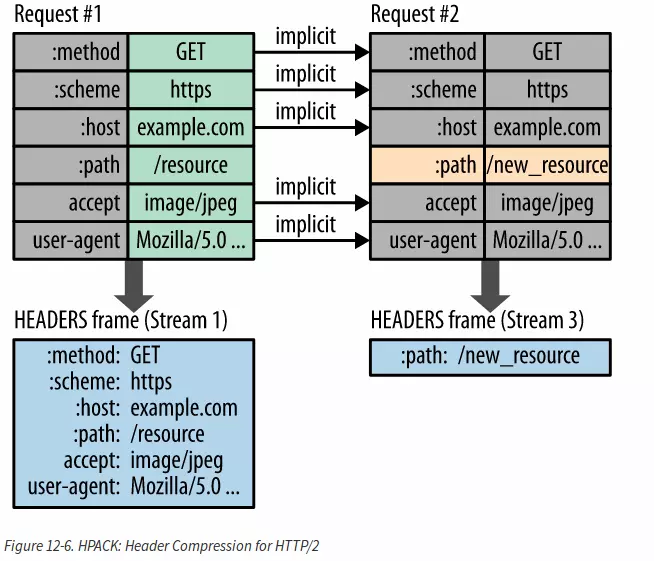 Request #1
:method GET
:scheme https
:host example.com
:path /resource
accept image/jpeg
user-agent Mozilla/5.0 ...
implicit
implicit
implicit
implicit
implicit
Request #2
:method GET
:scheme https
:host example.com
:path /new_resource
accept image/jpeg
user-agent Mozilla/5.0 ...
HEADERS frame (Stream 1)
:method: GET
:scheme: https
:host: example.com
:path: /resource
accept: image/jpeg
user-agent: Mozilla/5.0 ...
HEADERS frame (Stream 3)
:path: /new_resource
Figure 12-6. HPACK: Header Compression for HTTP/2